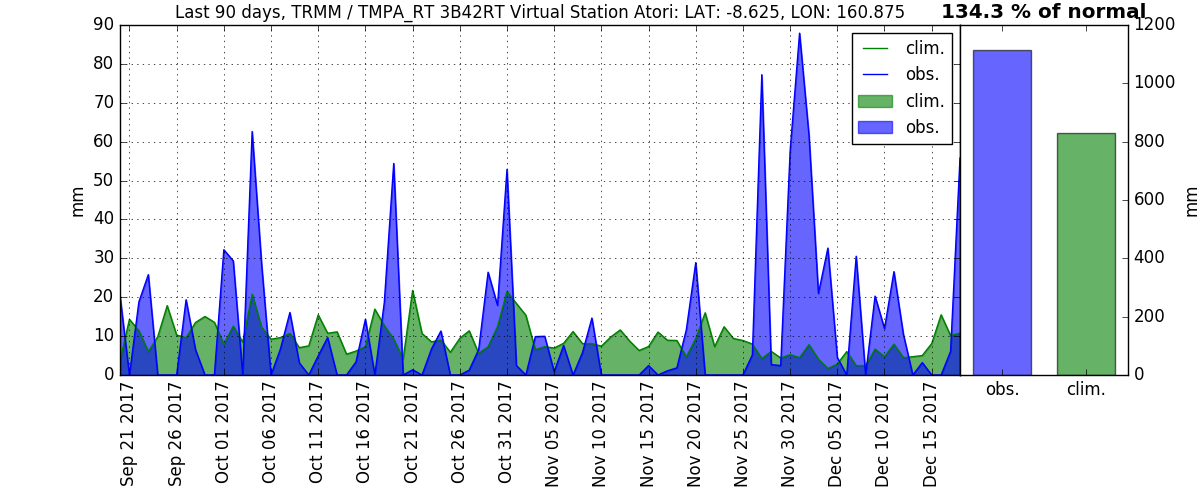 Last 90 days, TRMM / TMPA_RT 3B42RT Virtual Station Atori: LAT: -8.625, LON: 160.875
134.3 % of normal
90
80
70
60
50
40
30
20
10
0
mm
clim.
obs.
clim.
obs.
Sep 21 2017
Sep 26 2017
Oct 01 2017
Oct 06 2017
Oct 11 2017
Oct 16 2017
Oct 21 2017
Oct 26 2017
Oct 31 2017
Nov 05 2017
Nov 10 2017
Nov 15 2017
Nov 20 2017
Nov 25 2017
Nov 30 2017
Dec 05 2017
Dec 10 2017
Dec 15 2017
1200
1000
800
600
400
200
0
mm
obs.
clim.